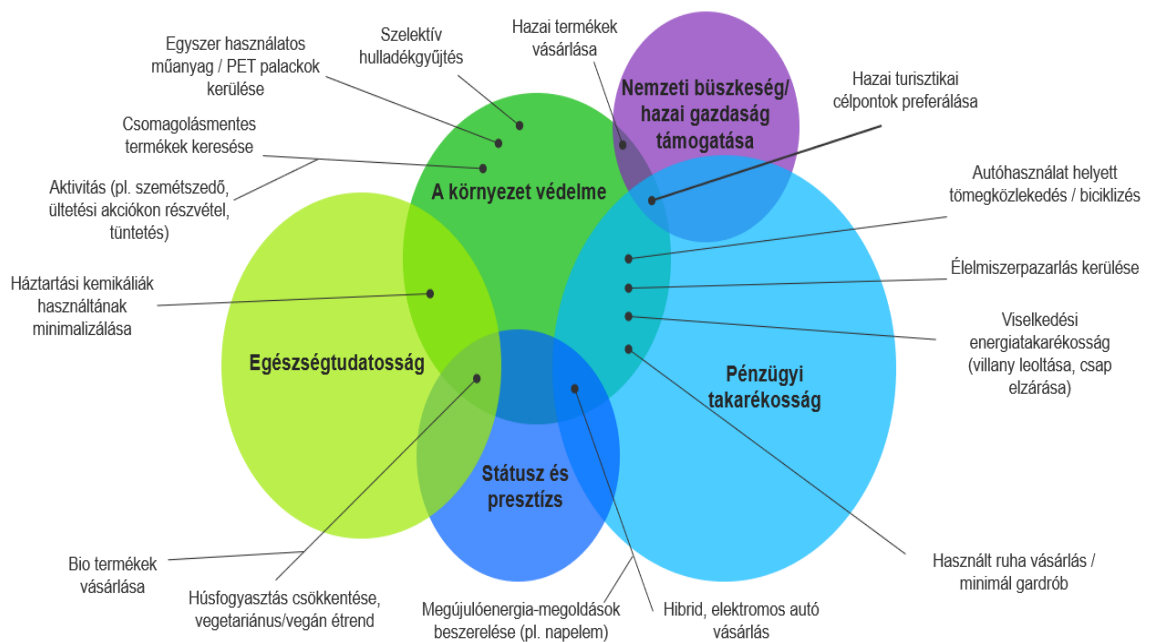 Szelektív
hulladékgyűjtés
Hazai termékek
vásárlása
Egyszer használatos
műanyag / PET palackok
kerülése
Nemzeti büszkeség/
hazai gazdaság
támogatása
Hazai turisztikai
célpontok preferálása
Csomagolásmentes
termékek keresése
Aktivitás (pl. szemétszedő,
ültetési akciókon részvétel,
tüntetés)
A környezet védelme
Autóhasználat helyett
tömegközlekedés / biciklizés
Háztartási kemikáliák
használtának
minimalizálása
Élelmiszerpazarlás kerülése
Viselkedési
energiatakarékosság
(villany leoltása, csap
elzárása)
Egészségtudatosság
Pénzügyi
takarékosság
Státusz és
presztízs
Bio termékek
vásárlása
Húsfogyasztás csökkentése,
vegetariánus/vegán étrend
Megújulóenergia-megoldások
beszerelése (pl. napelem)
Hibrid, elektromos autó
vásárlás
Használt ruha vásárlás /
minimál gardrób